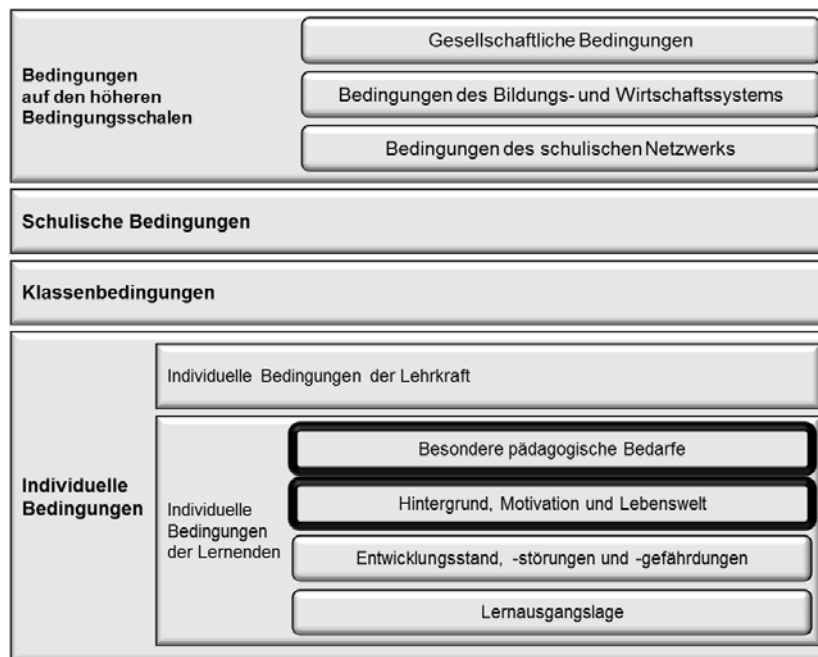 Bedingungen
auf den höheren
Bedingungsschalen
Gesellschaftliche Bedingungen
Bedingungen des Bildungs- und Wirtschaftssystems
Bedingungen des schulischen Netzwerks
Schulische Bedingungen
Klassenbedingungen
Individuelle
Bedingungen
Individuelle Bedingungen der Lehrkraft
Individuelle
Bedingungen
der Lernenden
Besondere pädagogische Bedarfe
Hintergrund, Motivation und Lebenswelt
Entwicklungsstand, -störungen und -gefährdungen
Lernausgangslage